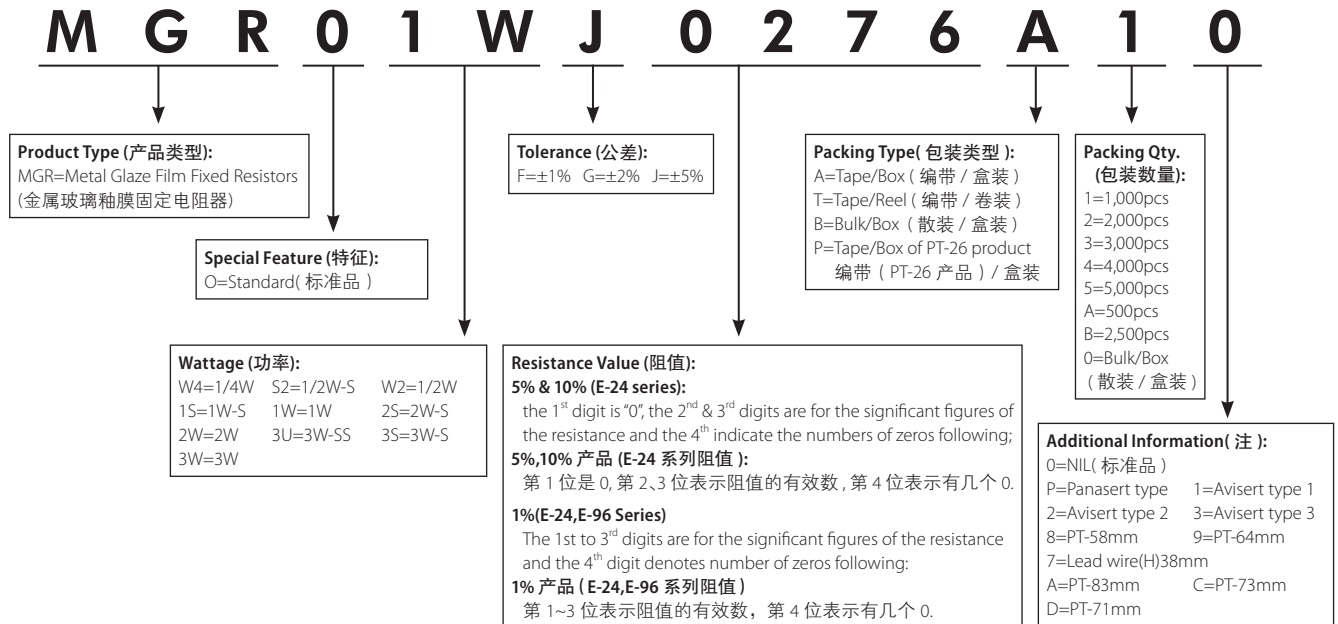 M G R 0 1 W J 0 2 7 6 A 1 0
Product Type (产品类型):
MGR=Metal Glaze Film Fixed Resistors
(金属玻璃釉膜固定电阻器)
Special Feature (特征):
O=Standard( 标准品 )
Wattage (功率):
W4=1/4W S2=1/2W-S W2=1/2W
1S=1W-S 1W=1W 2S=2W-S
2W=2W 3U=3W-SS 3S=3W-S
3W=3W
Tolerance (公差):
F=±1% G=±2% J=±5%
Resistance Value (阻值):
5% & 10% (E-24 series):
the 1st digit is “0”, the 2nd & 3rd digits are for the significant figures of
the resistance and the 4th indicate the numbers of zeros following;
5%,10% 产品 (E-24 系列阻值 ):
第 1 位是 0, 第 2、3 位表示阻值的有效数 , 第 4 位表示有几个 0.
1%(E-24,E-96 Series)
The 1st to 3rd digits are for the significant figures of the resistance
and the 4th digit denotes number of zeros following:
1% 产品 ( E-24,E-96 系列阻值 )
第 1~3 位表示阻值的有效数，第 4 位表示有几个 0.
Packing Type( 包装类型 ):
A=Tape/Box ( 编带 / 盒装 )
T=Tape/Reel ( 编带 / 卷装 )
B=Bulk/Box ( 散装 / 盒装 )
P=Tape/Box of PT-26 product
编带 ( PT-26 产品 ) / 盒装
Packing Qty.
(包装数量):
1=1,000pcs
2=2,000pcs
3=3,000pcs
4=4,000pcs
5=5,000pcs
A=500pcs
B=2,500pcs
0=Bulk/Box
( 散装 / 盒装 )
Additional Information( 注 ):
0=NIL( 标准品 )
P=Panasert type 1=Avisert type 1
2=Avisert type 2 3=Avisert type 3
8=PT-58mm 9=PT-64mm
7=Lead wire(H)38mm
A=PT-83mm C=PT-73mm
D=PT-71mm